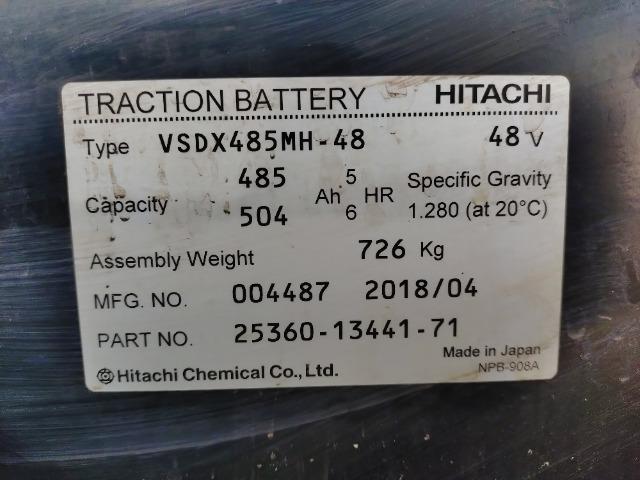 TRACTION BATTERY HITACHI
Type VSDX485MH-48 48 V
Capacity 485 Ah 5 HR Specific Gravity
504 6 1.280 (at 20°C)
Assembly Weight 726 Kg
MFG. NO. 004487 2018/04
PART NO. 25360-13441-71
Made in Japan
Hitachi Chemical Co., Ltd. NPB-908A